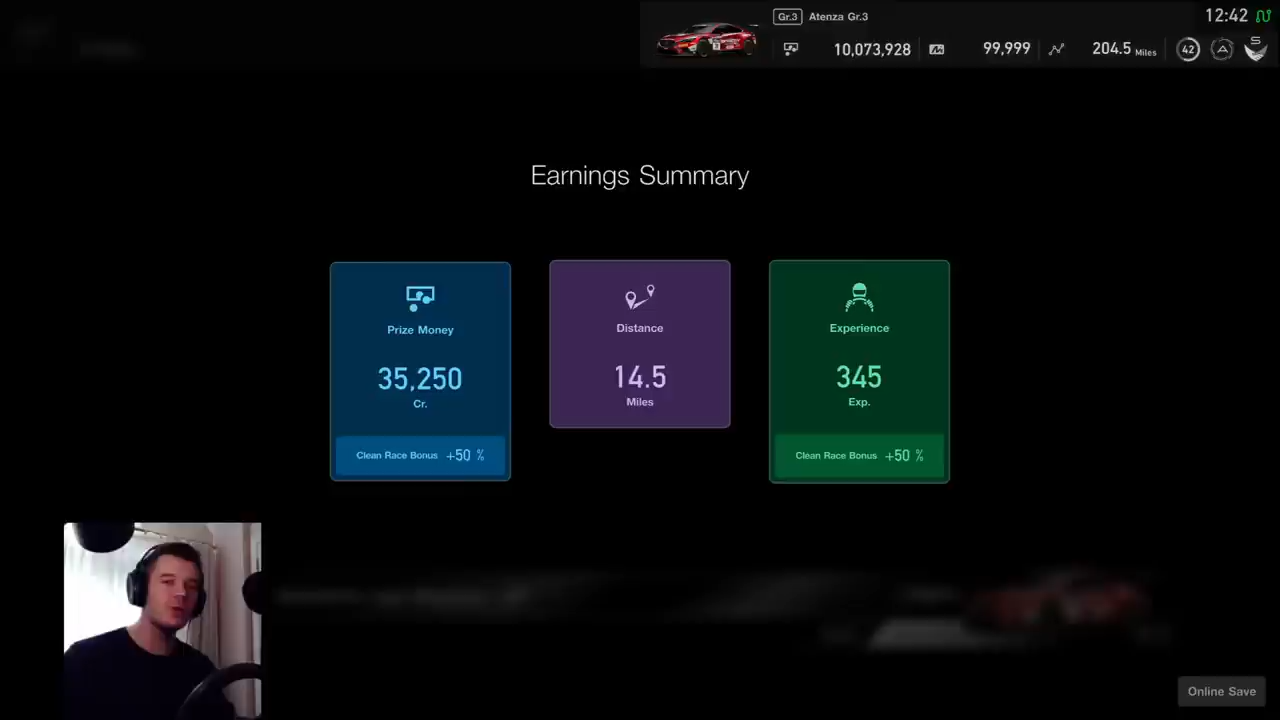 Gr.3 Atenza Gr.3
12:42
10,073,928
99,999
204.5 Miles
42
A
S
Earnings Summary
Prize Money
35,250
Cr.
Clean Race Bonus +50 %
Distance
14.5
Miles
Experience
345
Exp.
Clean Race Bonus +50 %
Online Save